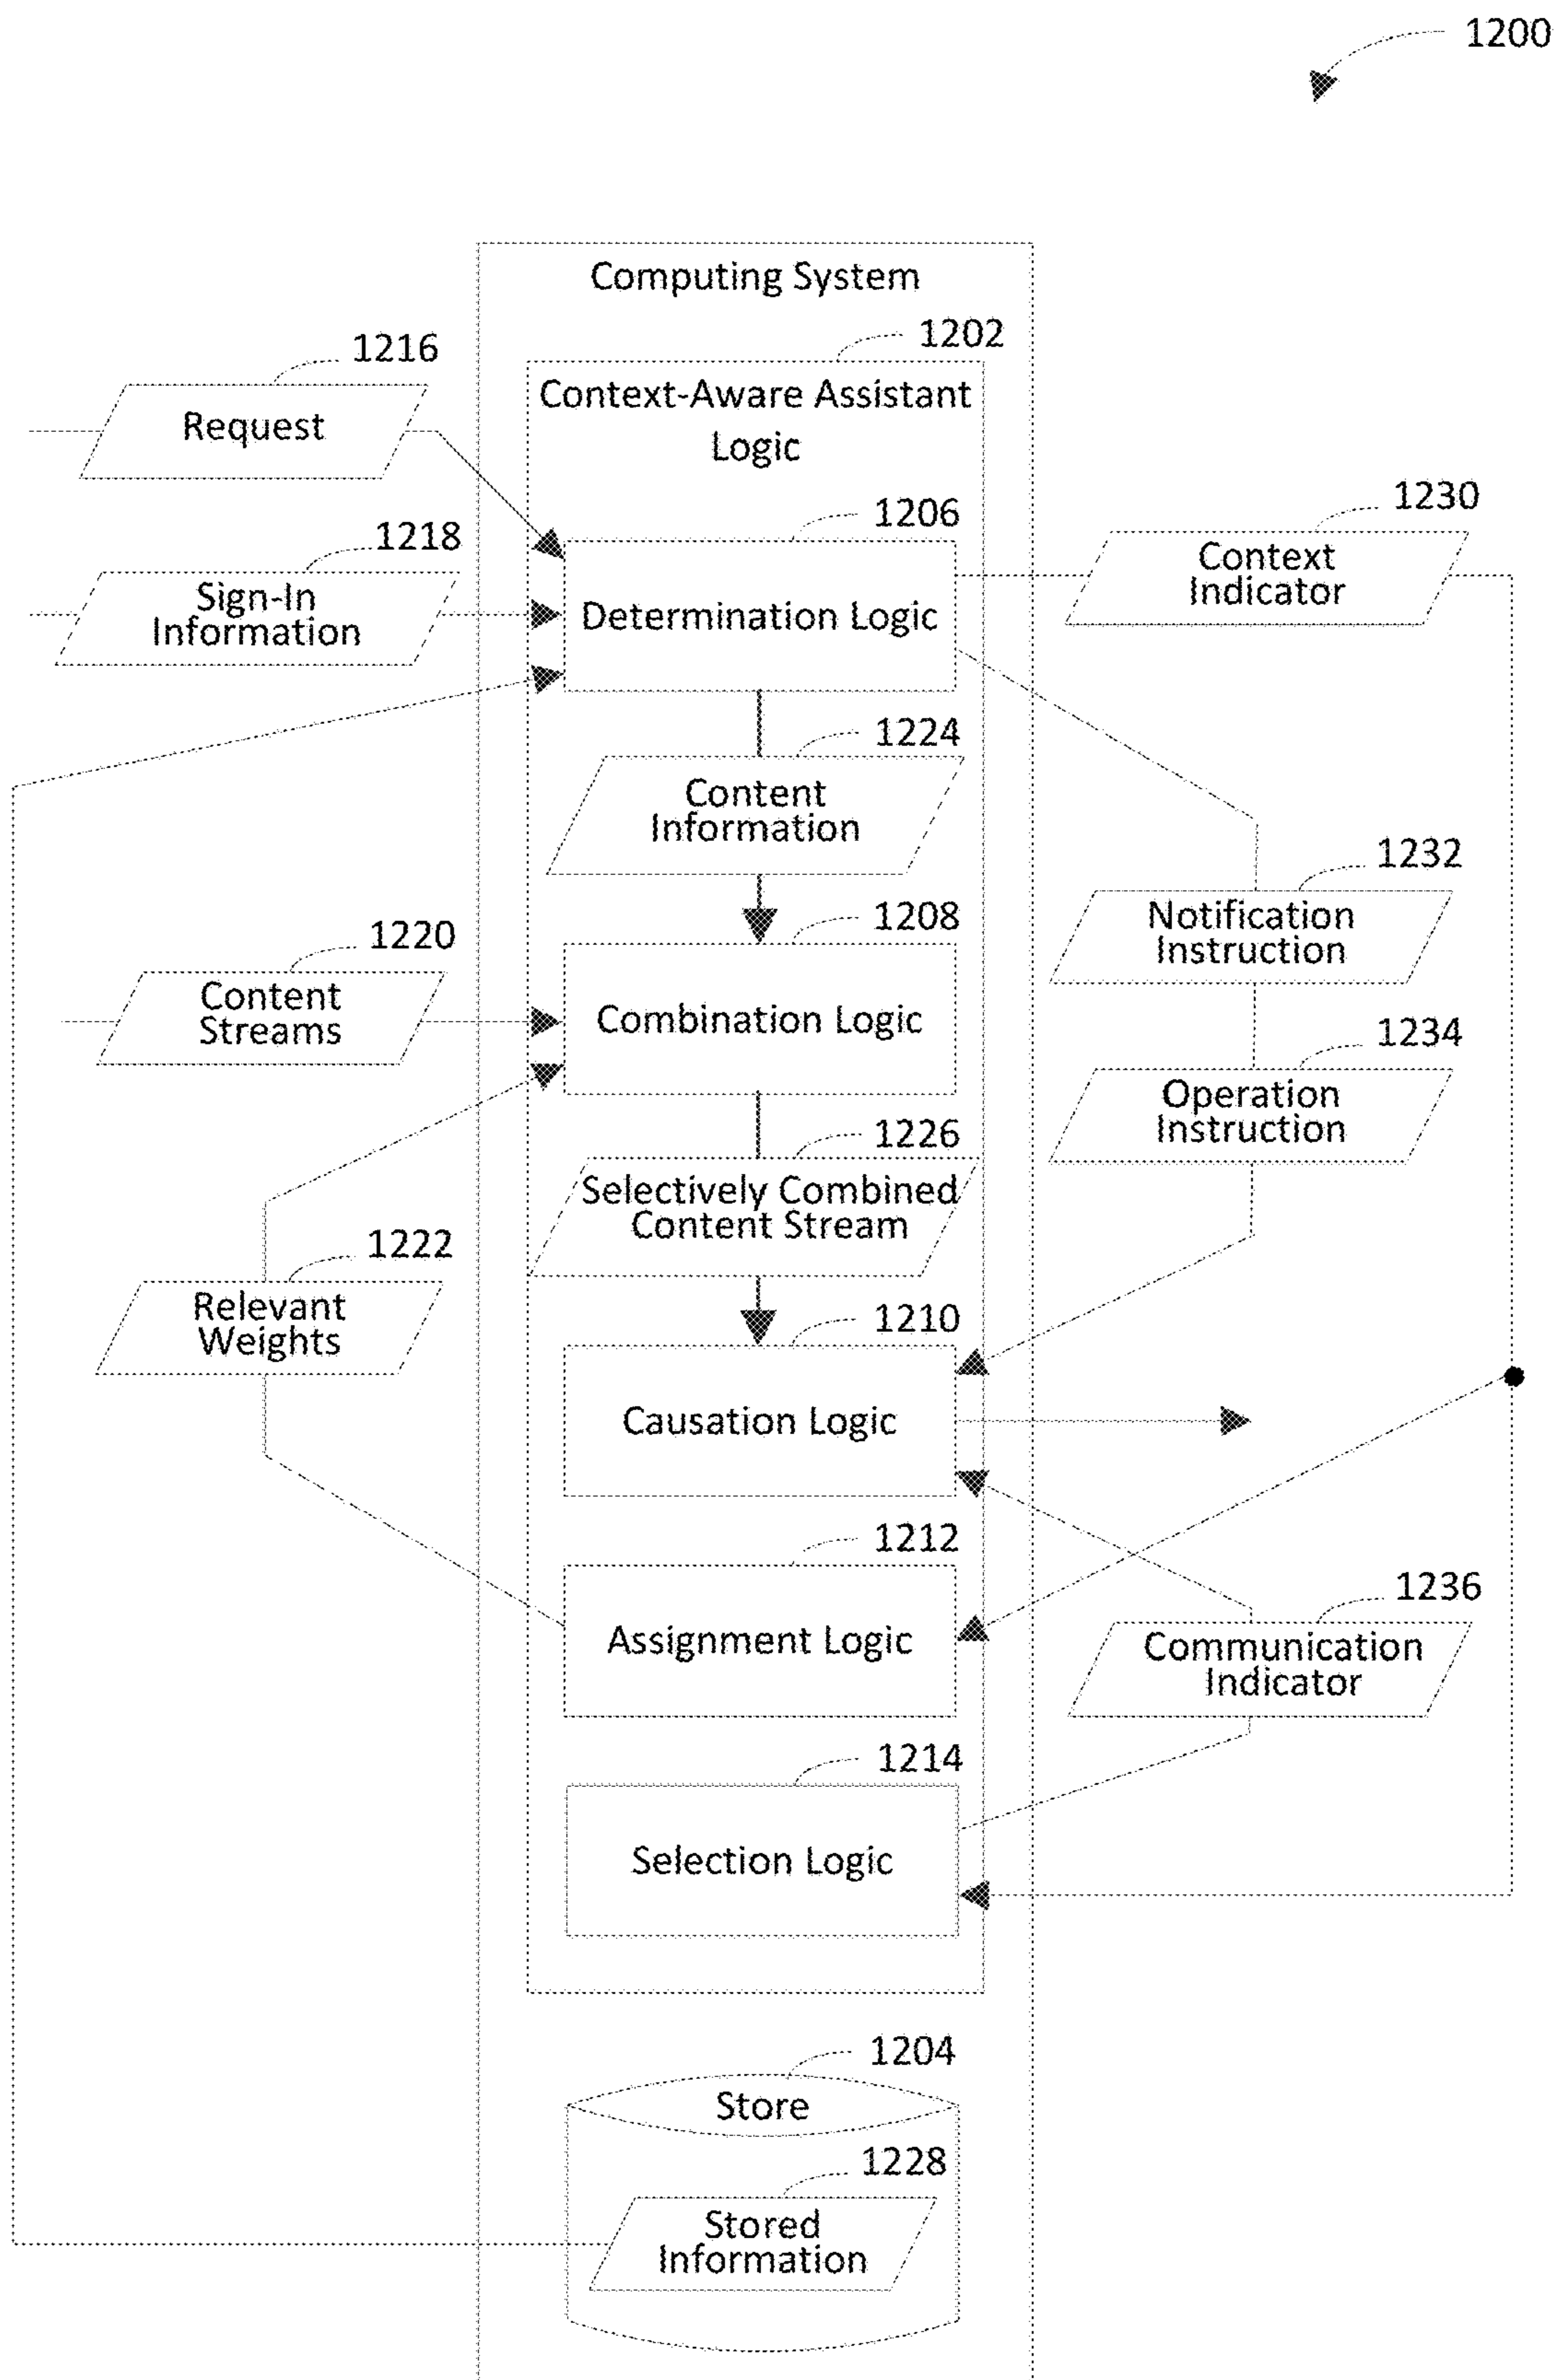 1200
Computing System
1202
Context-Aware Assistant
Logic
1216
Request
1206
Determination Logic
1218
Sign-In
Information
1230
Context
Indicator
1224
Content
Information
1232
Notification
Instruction
1208
Combination Logic
1220
Content
Streams
1234
Operation
Instruction
1226
Selectively Combined
Content Stream
1222
Relevant
Weights
1210
Causation Logic
1212
Assignment Logic
1236
Communication
Indicator
1214
Selection Logic
1204
Store
1228
Stored
Information